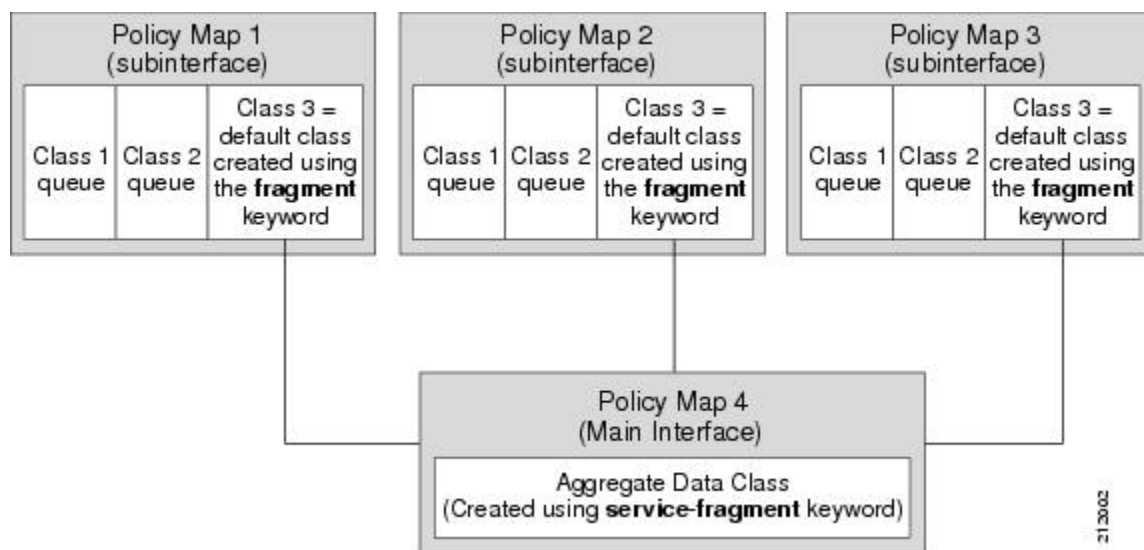 Policy Map 1
(subinterface)
Class 1
queue
Class 2
queue
Class 3 =
default class
created using
the fragment
keyword
Policy Map 2
(subinterface)
Class 1
queue
Class 2
queue
Class 3 =
default class
created using
the fragment
keyword
Policy Map 3
(subinterface)
Class 1
queue
Class 2
queue
Class 3 =
default class
created using
the fragment
keyword
Policy Map 4
(Main Interface)
Aggregate Data Class
(Created using service-fragment keyword)
212002